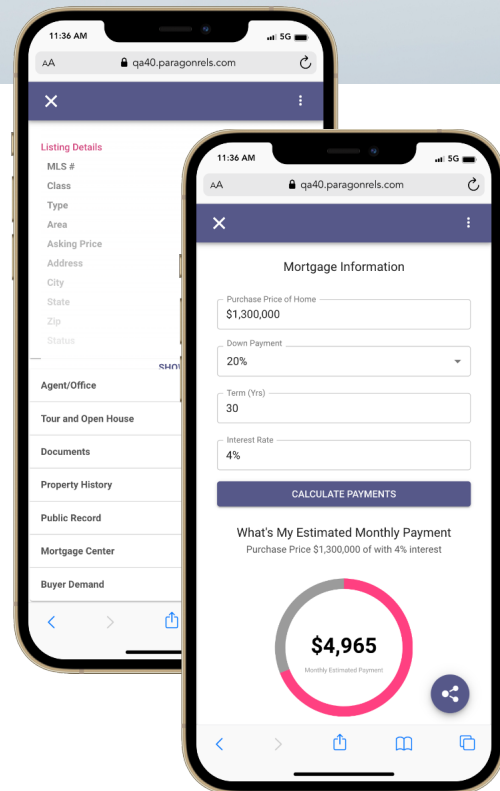 11:36 AM
5G
AA
qa40.paragonrels.com
Listing Details
MLS #
Class
Type
Area
Asking Price
Address
City
State
Zip
Status
Agent/Office
Tour and Open House
Documents
Property History
Public Record
Mortgage Center
Buyer Demand
11:36 AM
5G
AA
qa40.paragonrels.com
Mortgage Information
Purchase Price of Home
$1,300,000
Down Payment
20%
Term (Yrs)
30
Interest Rate
4%
CALCULATE PAYMENTS
What's My Estimated Monthly Payment
Purchase Price $1,300,000 of with 4% interest
$4,965
Monthly Estimated Payment